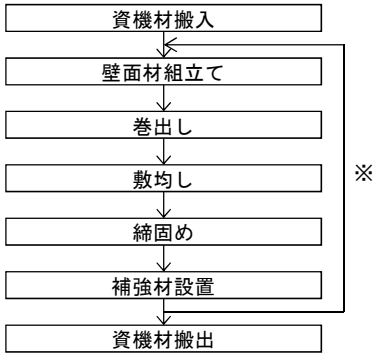 資機材搬入
壁面材組立て
巻出し
敷均し
※
締固め
補強材設置
資機材搬出